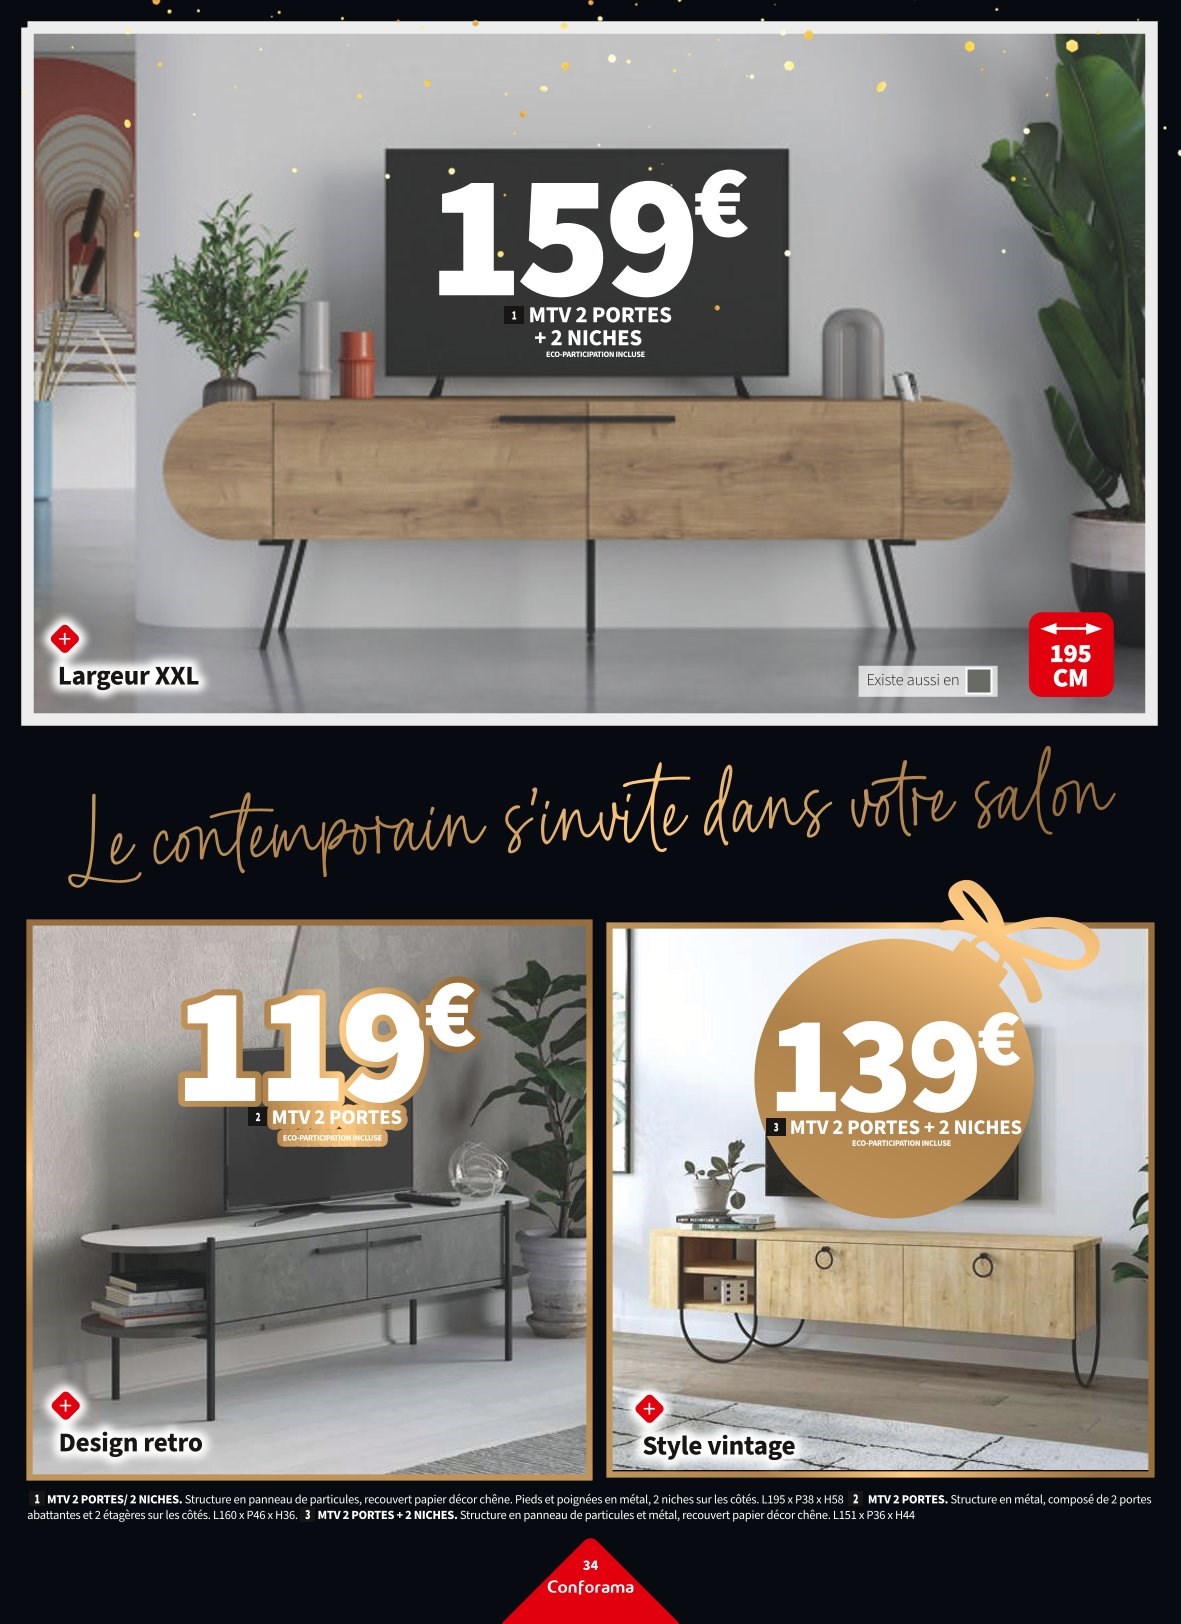 159€
1 MTV 2 PORTES
+ 2 NICHES
ECO-PARTICIPATION INCLUSE
Largeur XXL
Existe aussi en
195
CM
Le contemporain s'invite dans votre salon
119€
2 MTV 2 PORTES
ECO-PARTICIPATION INCLUSE
Design retro
139€
3 MTV 2 PORTES + 2 NICHES
ECO-PARTICIPATION INCLUSE
Style vintage
1 MTV 2 PORTES/ 2 NICHES. Structure en panneau de particules, recouvert papier décor chêne. Pieds et poignées en métal, 2 niches sur les côtés. L195 x P38 x H58 2 MTV 2 PORTES. Structure en métal, composé de 2 portes
abattantes et 2 étagères sur les côtés. L160 x P46 x H36. 3 MTV 2 PORTES + 2 NICHES. Structure en panneau de particules et métal, recouvert papier décor chêne. L151 x P36 x H44
34
Conforama